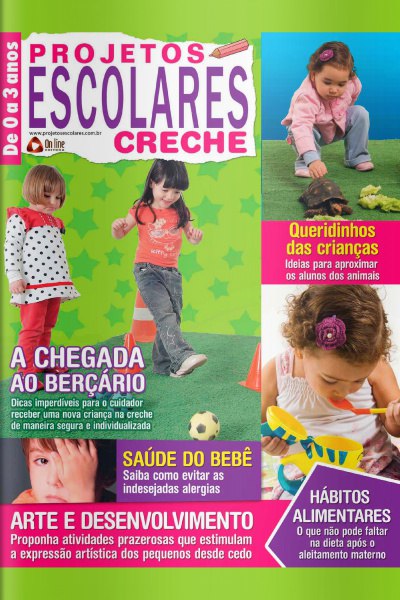 De 0 a 3 anos
PROJETOS
ESCOLARES
CRECHE
www.projetosescolares.com.br
On line
EDITORA
Queridinhos
das crianças
Ideias para aproximar
os alunos dos animais
A CHEGADA
AO BERÇÁRIO
Dicas imperdíveis para o cuidador
receber uma nova criança na creche
de maneira segura e individualizada
SAÚDE DO BEBÊ
Saiba como evitar as
indesejadas alergias
ARTE E DESENVOLVIMENTO
Proponha atividades prazerosas que estimulam
a expressão artística dos pequenos desde cedo
HÁBITOS
ALIMENTARES
O que não pode faltar
na dieta após o
aleitamento materno